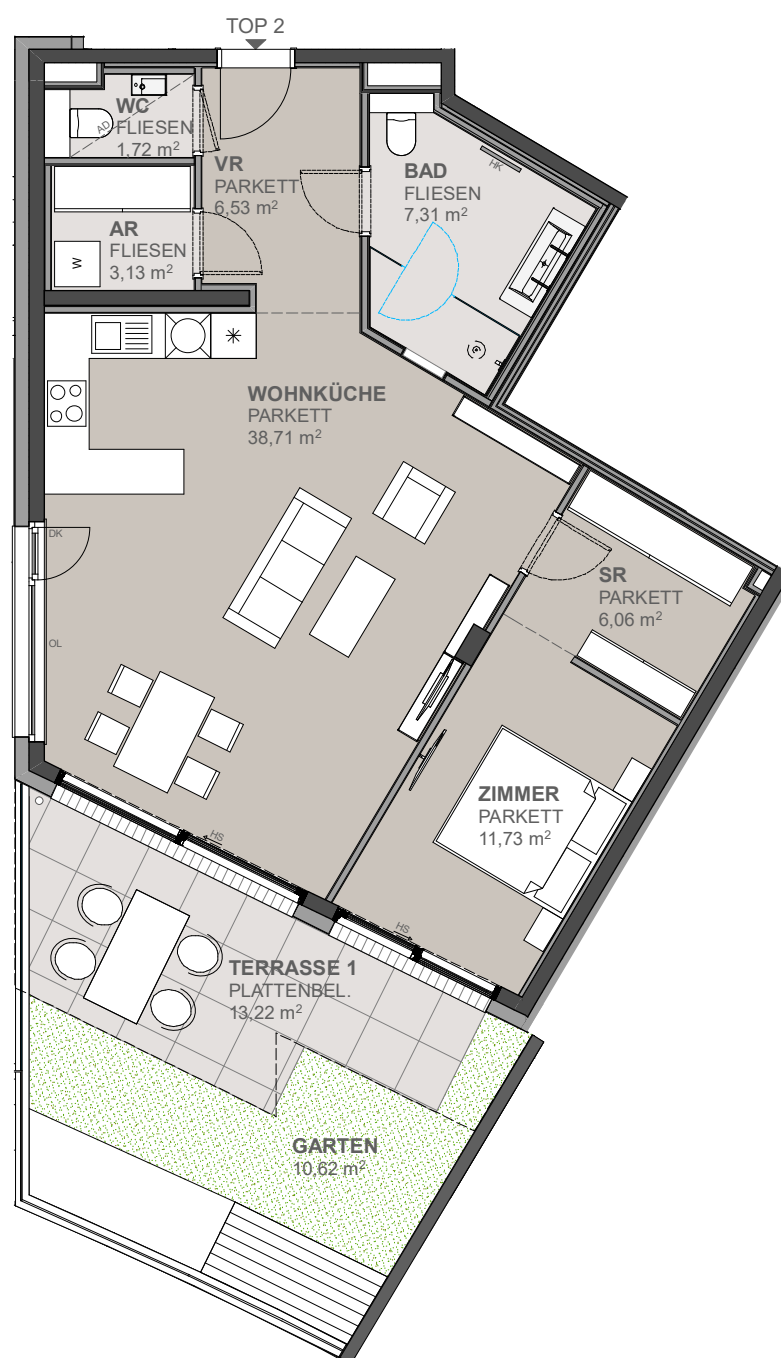 TOP 2
WC
FLIESEN
1,72 m²
AD
VR
PARKETT
6,53 m²
BAD
FLIESEN
7,31 m²
HK
AR
FLIESEN
3,13 m²
W
WOHNKÜCHE
PARKETT
38,71 m²
DK
OL
SR
PARKETT
6,06 m²
ZIMMER
PARKETT
11,73 m²
HS
HS
TERRASSE 1
PLATTENBEL.
13,22 m²
GARTEN
10,62 m²